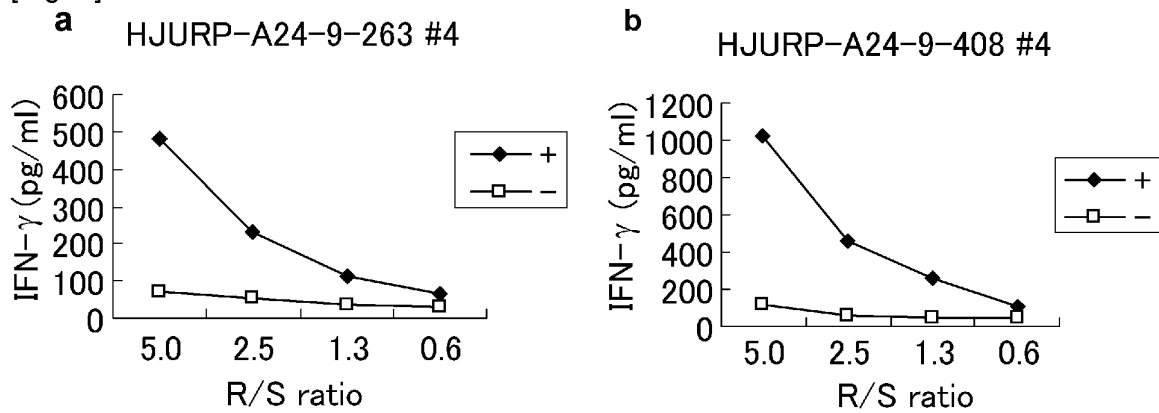 a
HJURP-A24-9-263 #4
IFN-γ (pg/ml)
600
500
400
300
200
100
0
5.0 2.5 1.3 0.6
R/S ratio
+
−
b
HJURP-A24-9-408 #4
IFN-γ (pg/ml)
1200
1000
800
600
400
200
0
5.0 2.5 1.3 0.6
R/S ratio
+
−